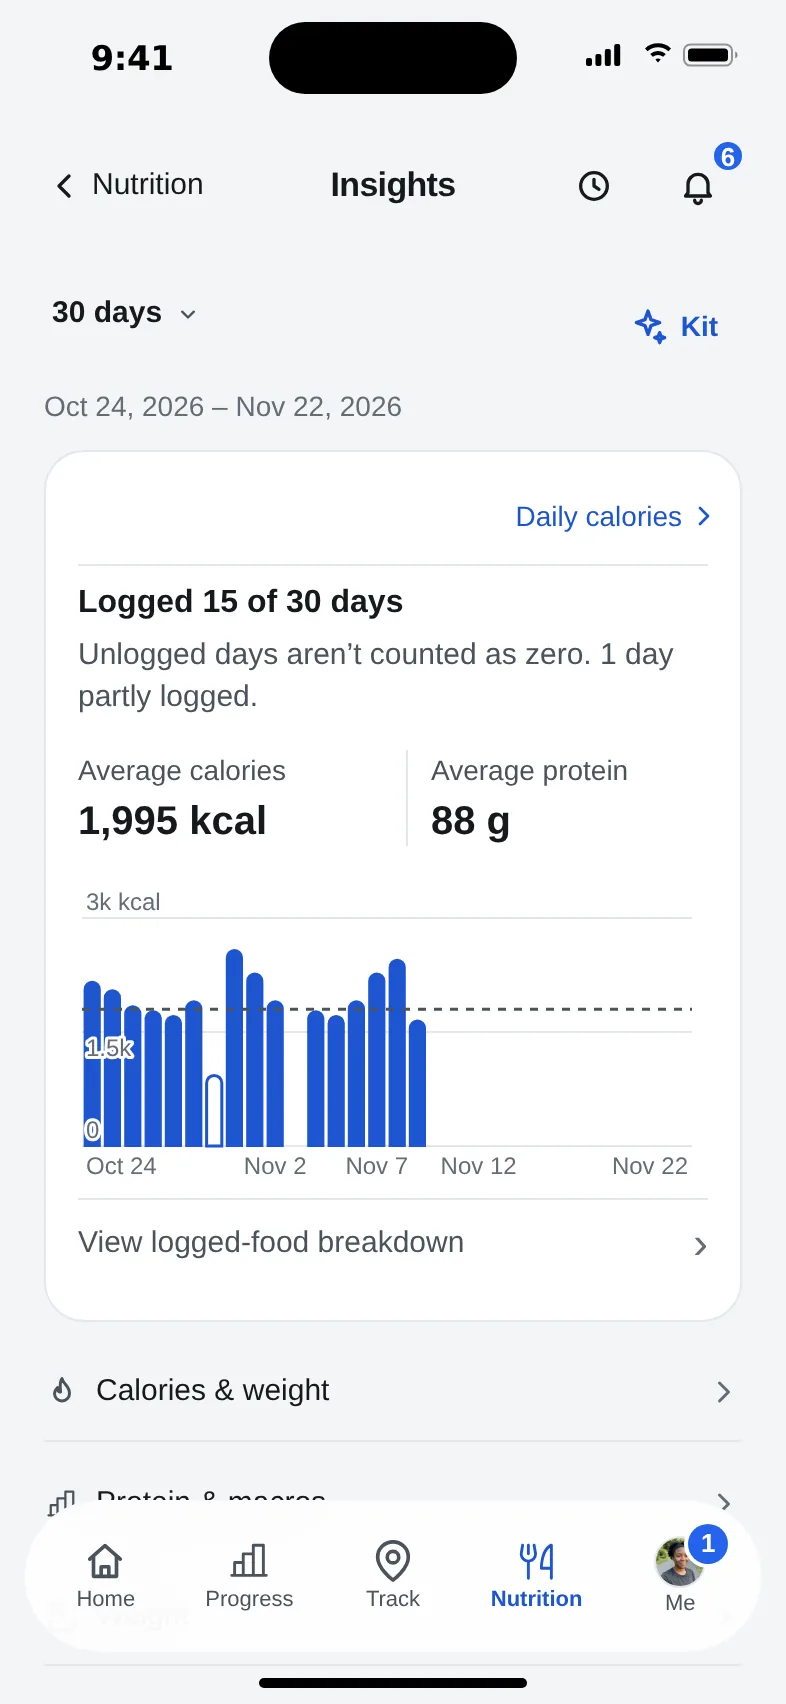 9:41
6
Nutrition
Insights
30 days
Kit
Oct 24, 2026 – Nov 22, 2026
Daily calories
Logged 15 of 30 days
Unlogged days aren’t counted as zero. 1 day
partly logged.
Average calories
Average protein
1,995 kcal
88 g
3k kcal
1.5k
0
Oct 24
Nov 2
Nov 7
Nov 12
Nov 22
View logged-food breakdown
Calories & weight
Protein & macros
Weight
1
Home
Progress
Track
Nutrition
Me